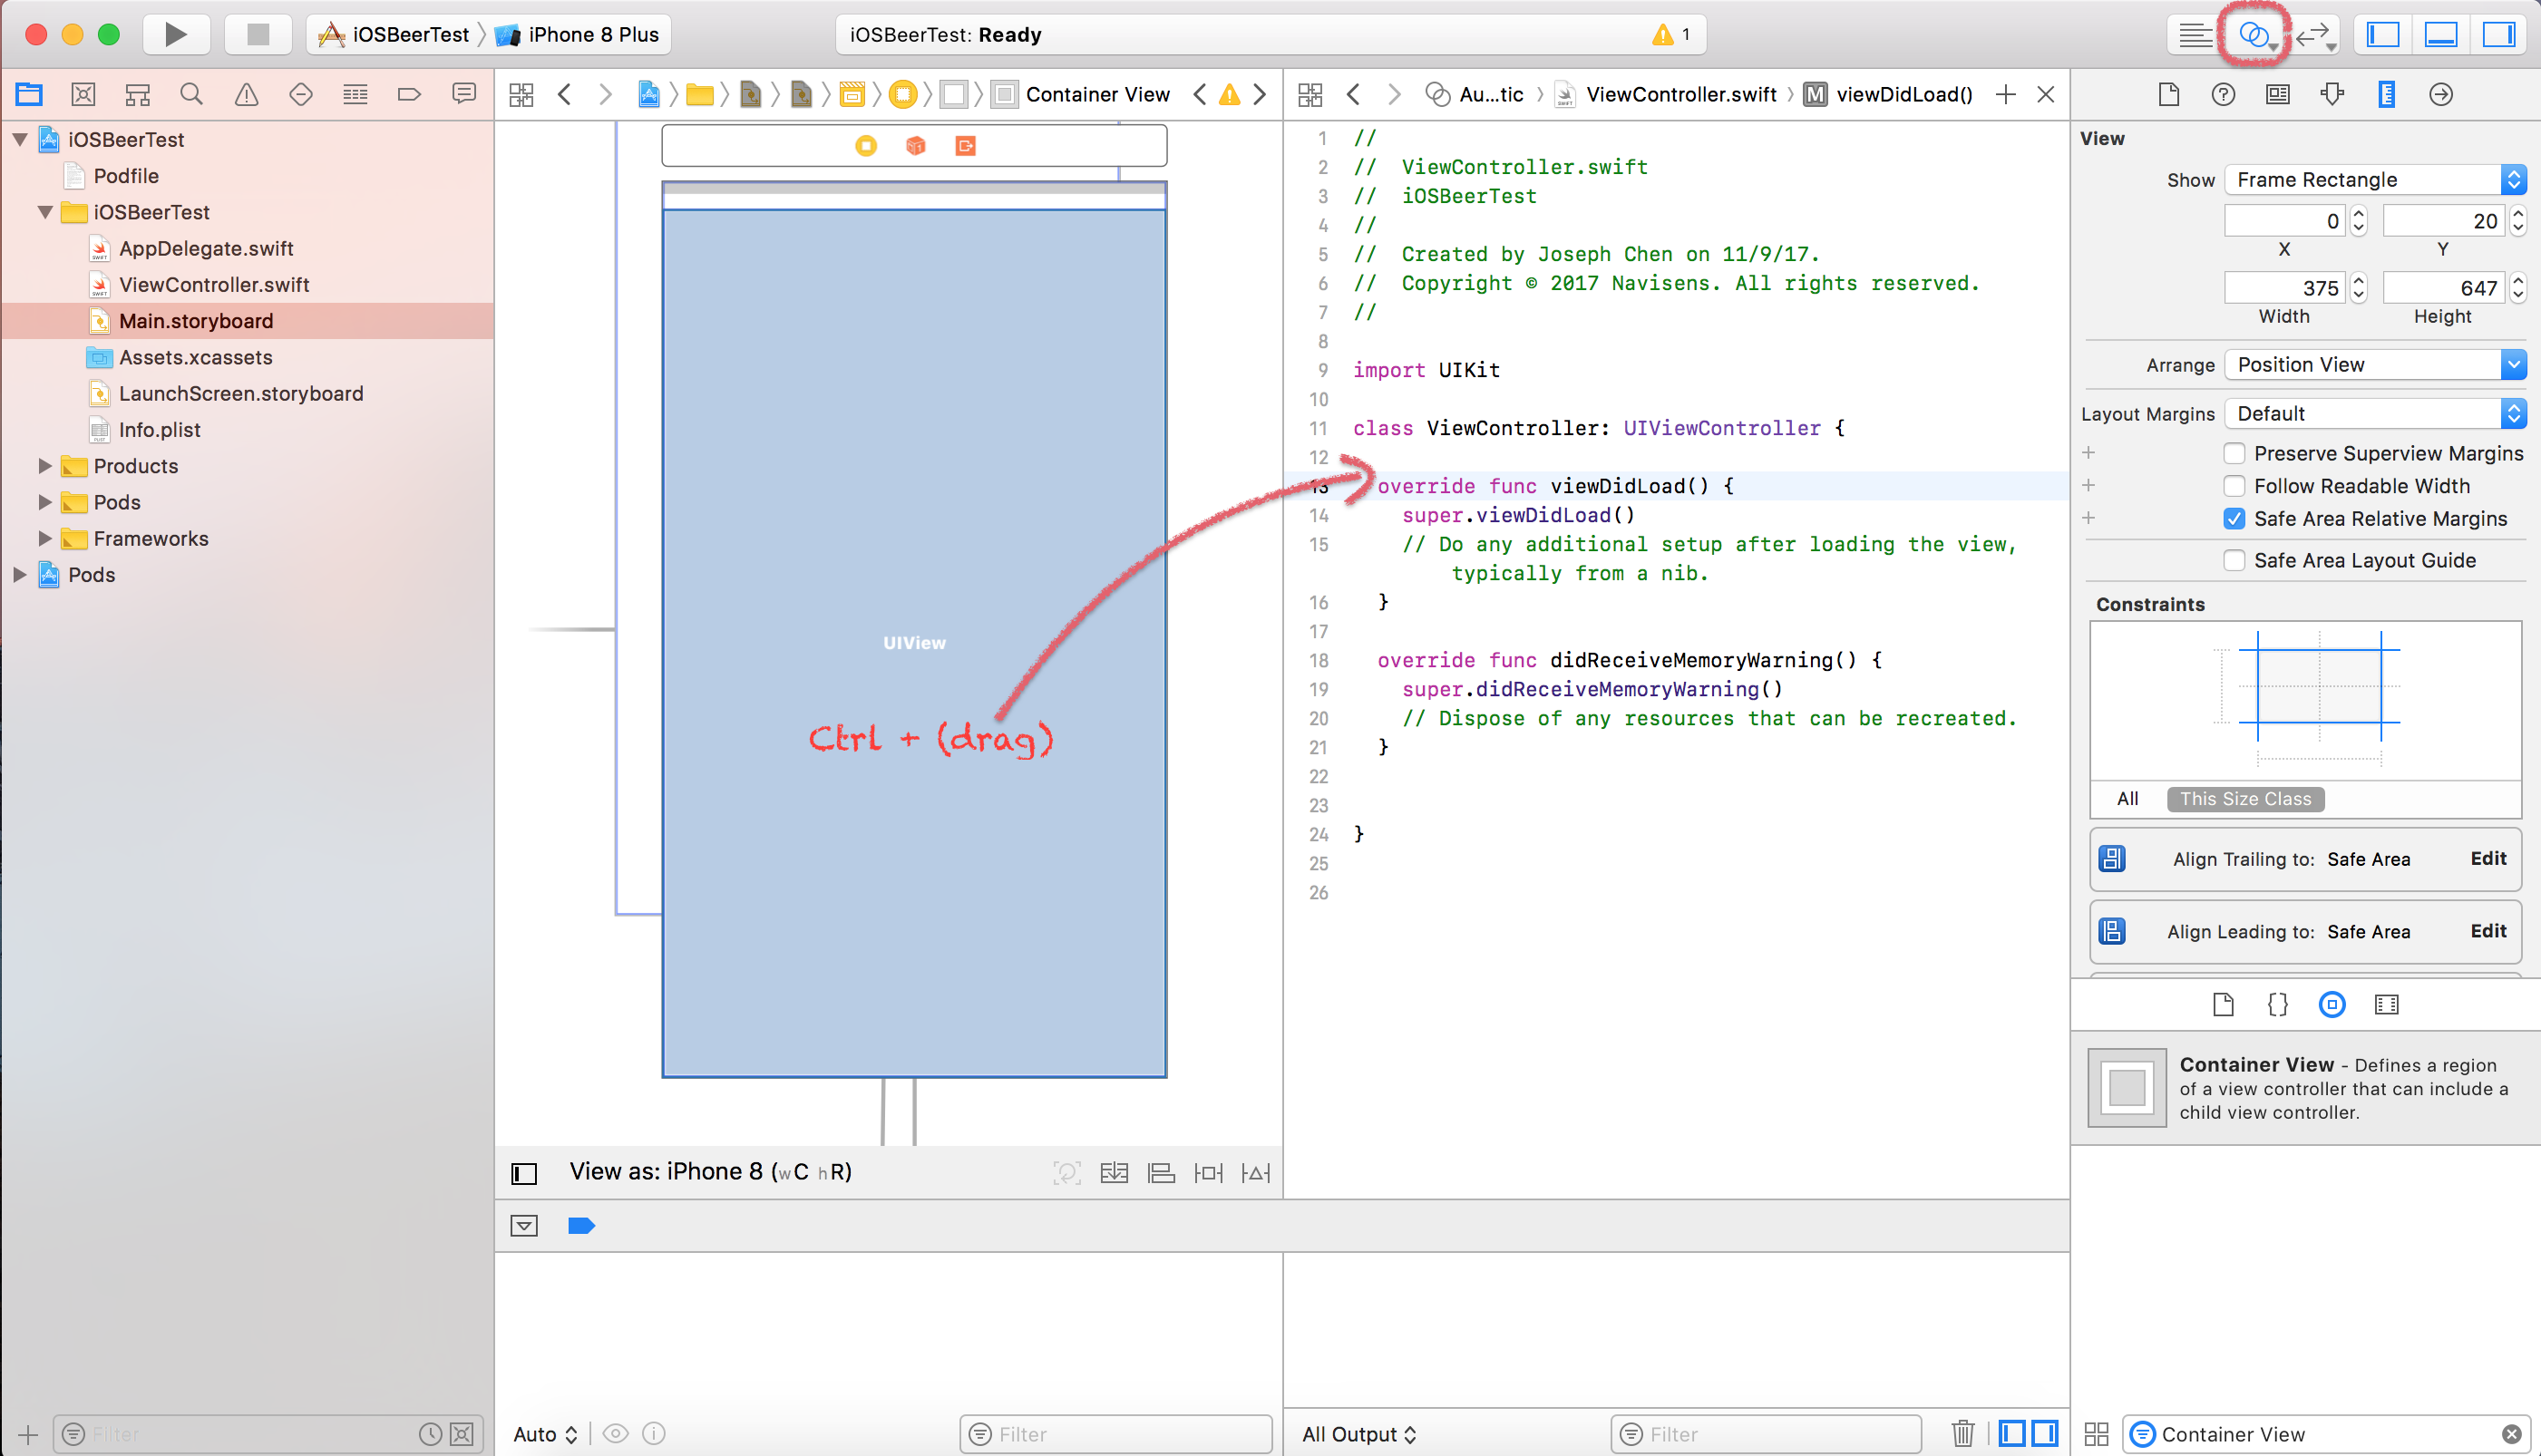 iOSBeerTest iPhone 8 Plus
iOSBeerTest: Ready
1
iOSBeerTest
Podfile
iOSBeerTest
AppDelegate.swift
ViewController.swift
Main.storyboard
Assets.xcassets
LaunchScreen.storyboard
Info.plist
Products
Pods
Frameworks
Pods
Filter
Container View
UIView
Ctrl + (drag)
View as: iPhone 8 (wC hR)
Auto
Filter
Au...tic ViewController.swift M viewDidLoad()
1 //
2 // ViewController.swift
3 // iOSBeerTest
4 //
5 // Created by Joseph Chen on 11/9/17.
6 // Copyright © 2017 Navisens. All rights reserved.
7 //
8
9 import UIKit
10
11 class ViewController: UIViewController {
12
13 override func viewDidLoad() {
14 super.viewDidLoad()
15 // Do any additional setup after loading the view,
typically from a nib.
16 }
17
18 override func didReceiveMemoryWarning() {
19 super.didReceiveMemoryWarning()
20 // Dispose of any resources that can be recreated.
21 }
22
23
24 }
25
26
All Output
Filter
View
Show Frame Rectangle
0 20
X Y
375 647
Width Height
Arrange Position View
Layout Margins Default
Preserve Superview Margins
Follow Readable Width
Safe Area Relative Margins
Safe Area Layout Guide
Constraints
All This Size Class
Align Trailing to: Safe Area Edit
Align Leading to: Safe Area Edit
Container View - Defines a region
of a view controller that can include a
child view controller.
Container View